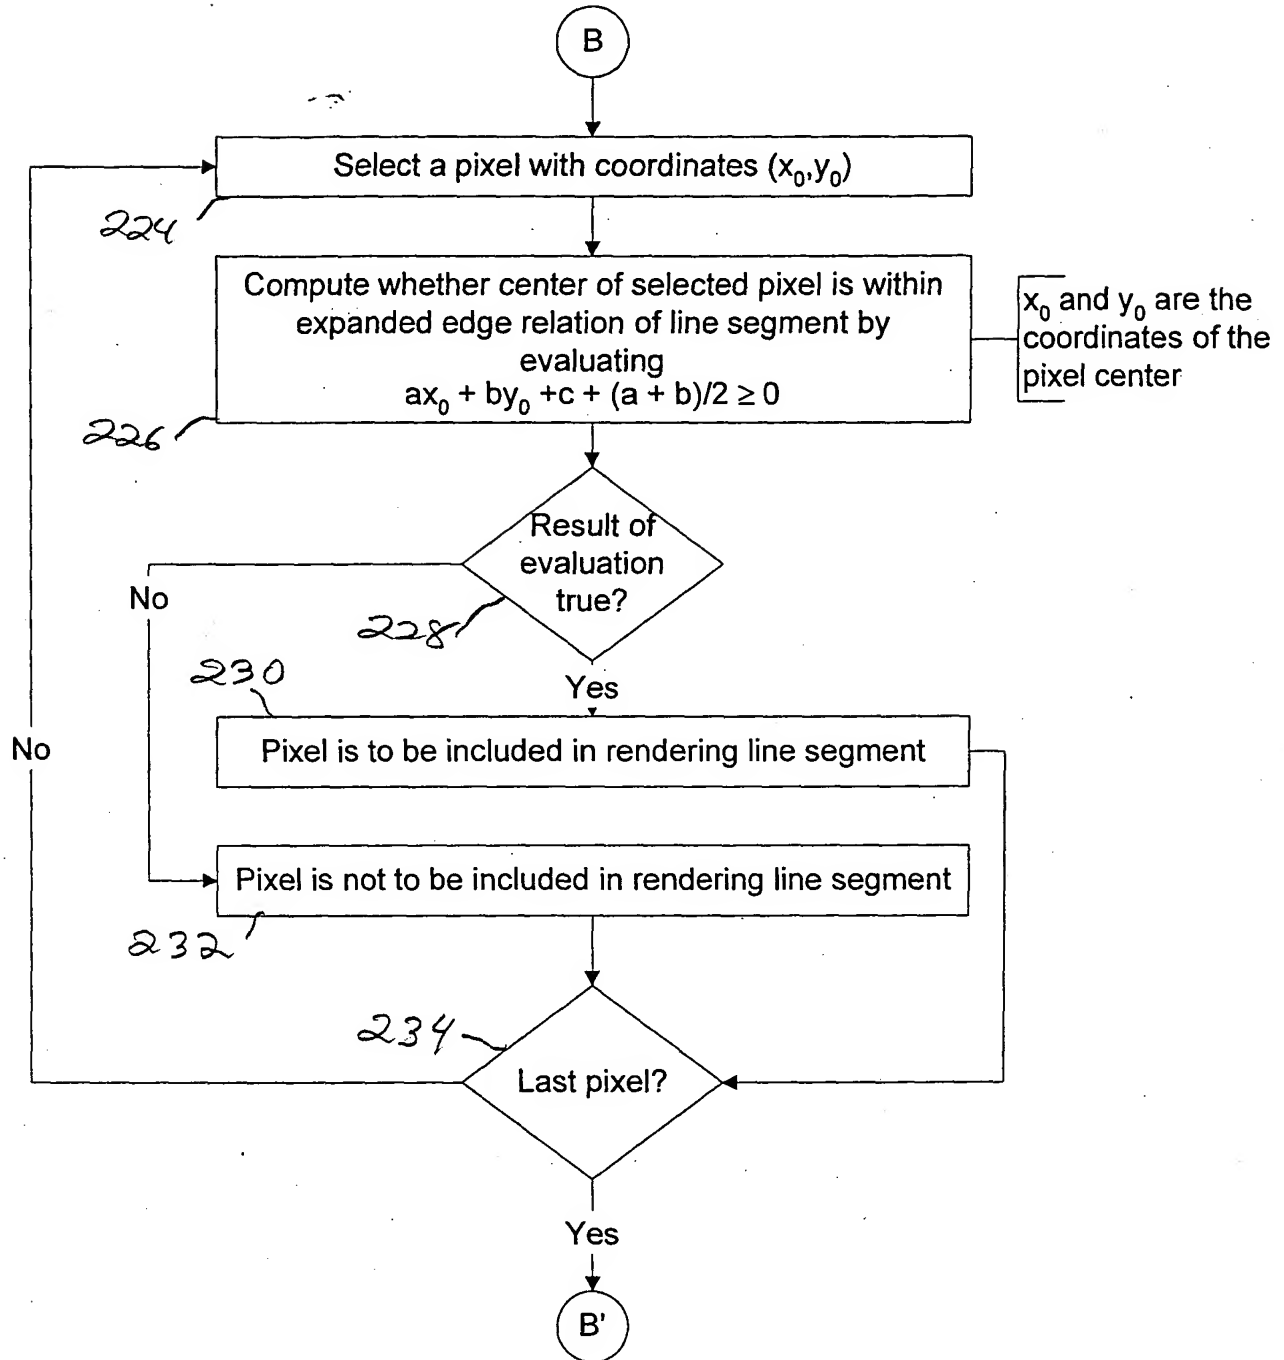 B
Select a pixel with coordinates (x₀,y₀)
224
Compute whether center of selected pixel is within
expanded edge relation of line segment by
evaluating
ax₀ + by₀ +c + (a + b)/2 ≥ 0
x₀ and y₀ are the
coordinates of the
pixel center
226
Result of
evaluation
true?
No
228
230
Yes
No
Pixel is to be included in rendering line segment
Pixel is not to be included in rendering line segment
232
234
Last pixel?
Yes
B'